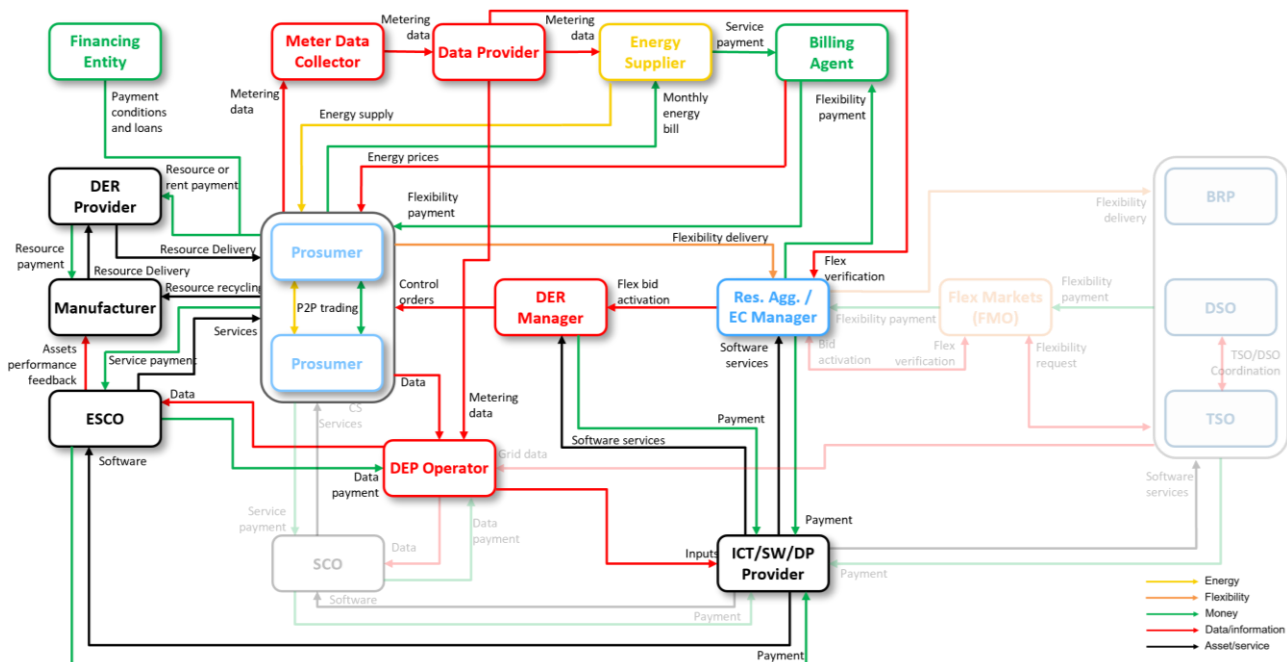 Financing
Entity
Meter Data
Collector
Metering
data
Data Provider
Metering
data
Energy
Supplier
Service
payment
Billing
Agent
Payment
conditions
and loans
Metering
data
Energy supply
Monthly
energy
bill
Flexibility
payment
Energy prices
DER
Provider
Resource or
rent payment
Flexibility
payment
BRP
Flexibility
delivery
Resource
payment
Resource Delivery
Prosumer
Flexibility delivery
Flex
verification
Resource Delivery
Manufacturer
Resource recycling
P2P trading
Control
orders
DER
Manager
Flex bid
activation
Res. Agg. /
EC Manager
Flexibility payment
Flex Markets
(FMO)
Flexibility
payment
DSO
Services
Assets
performance
feedback
Service payment
Prosumer
Software
services
Bid
activation
Flex
verification
Flexibility
request
TSO/DSO
Coordination
Data
Data
Metering
data
CS
Services
ESCO
Payment
TSO
Software
Software services
DEP Operator
Grid data
Data
payment
Software
services
Service
payment
Data
payment
Payment
SCO
Data
Inputs
ICT/SW/DP
Provider
Payment
Software
Payment
Payment
Energy
Flexibility
Money
Data/information
Asset/service